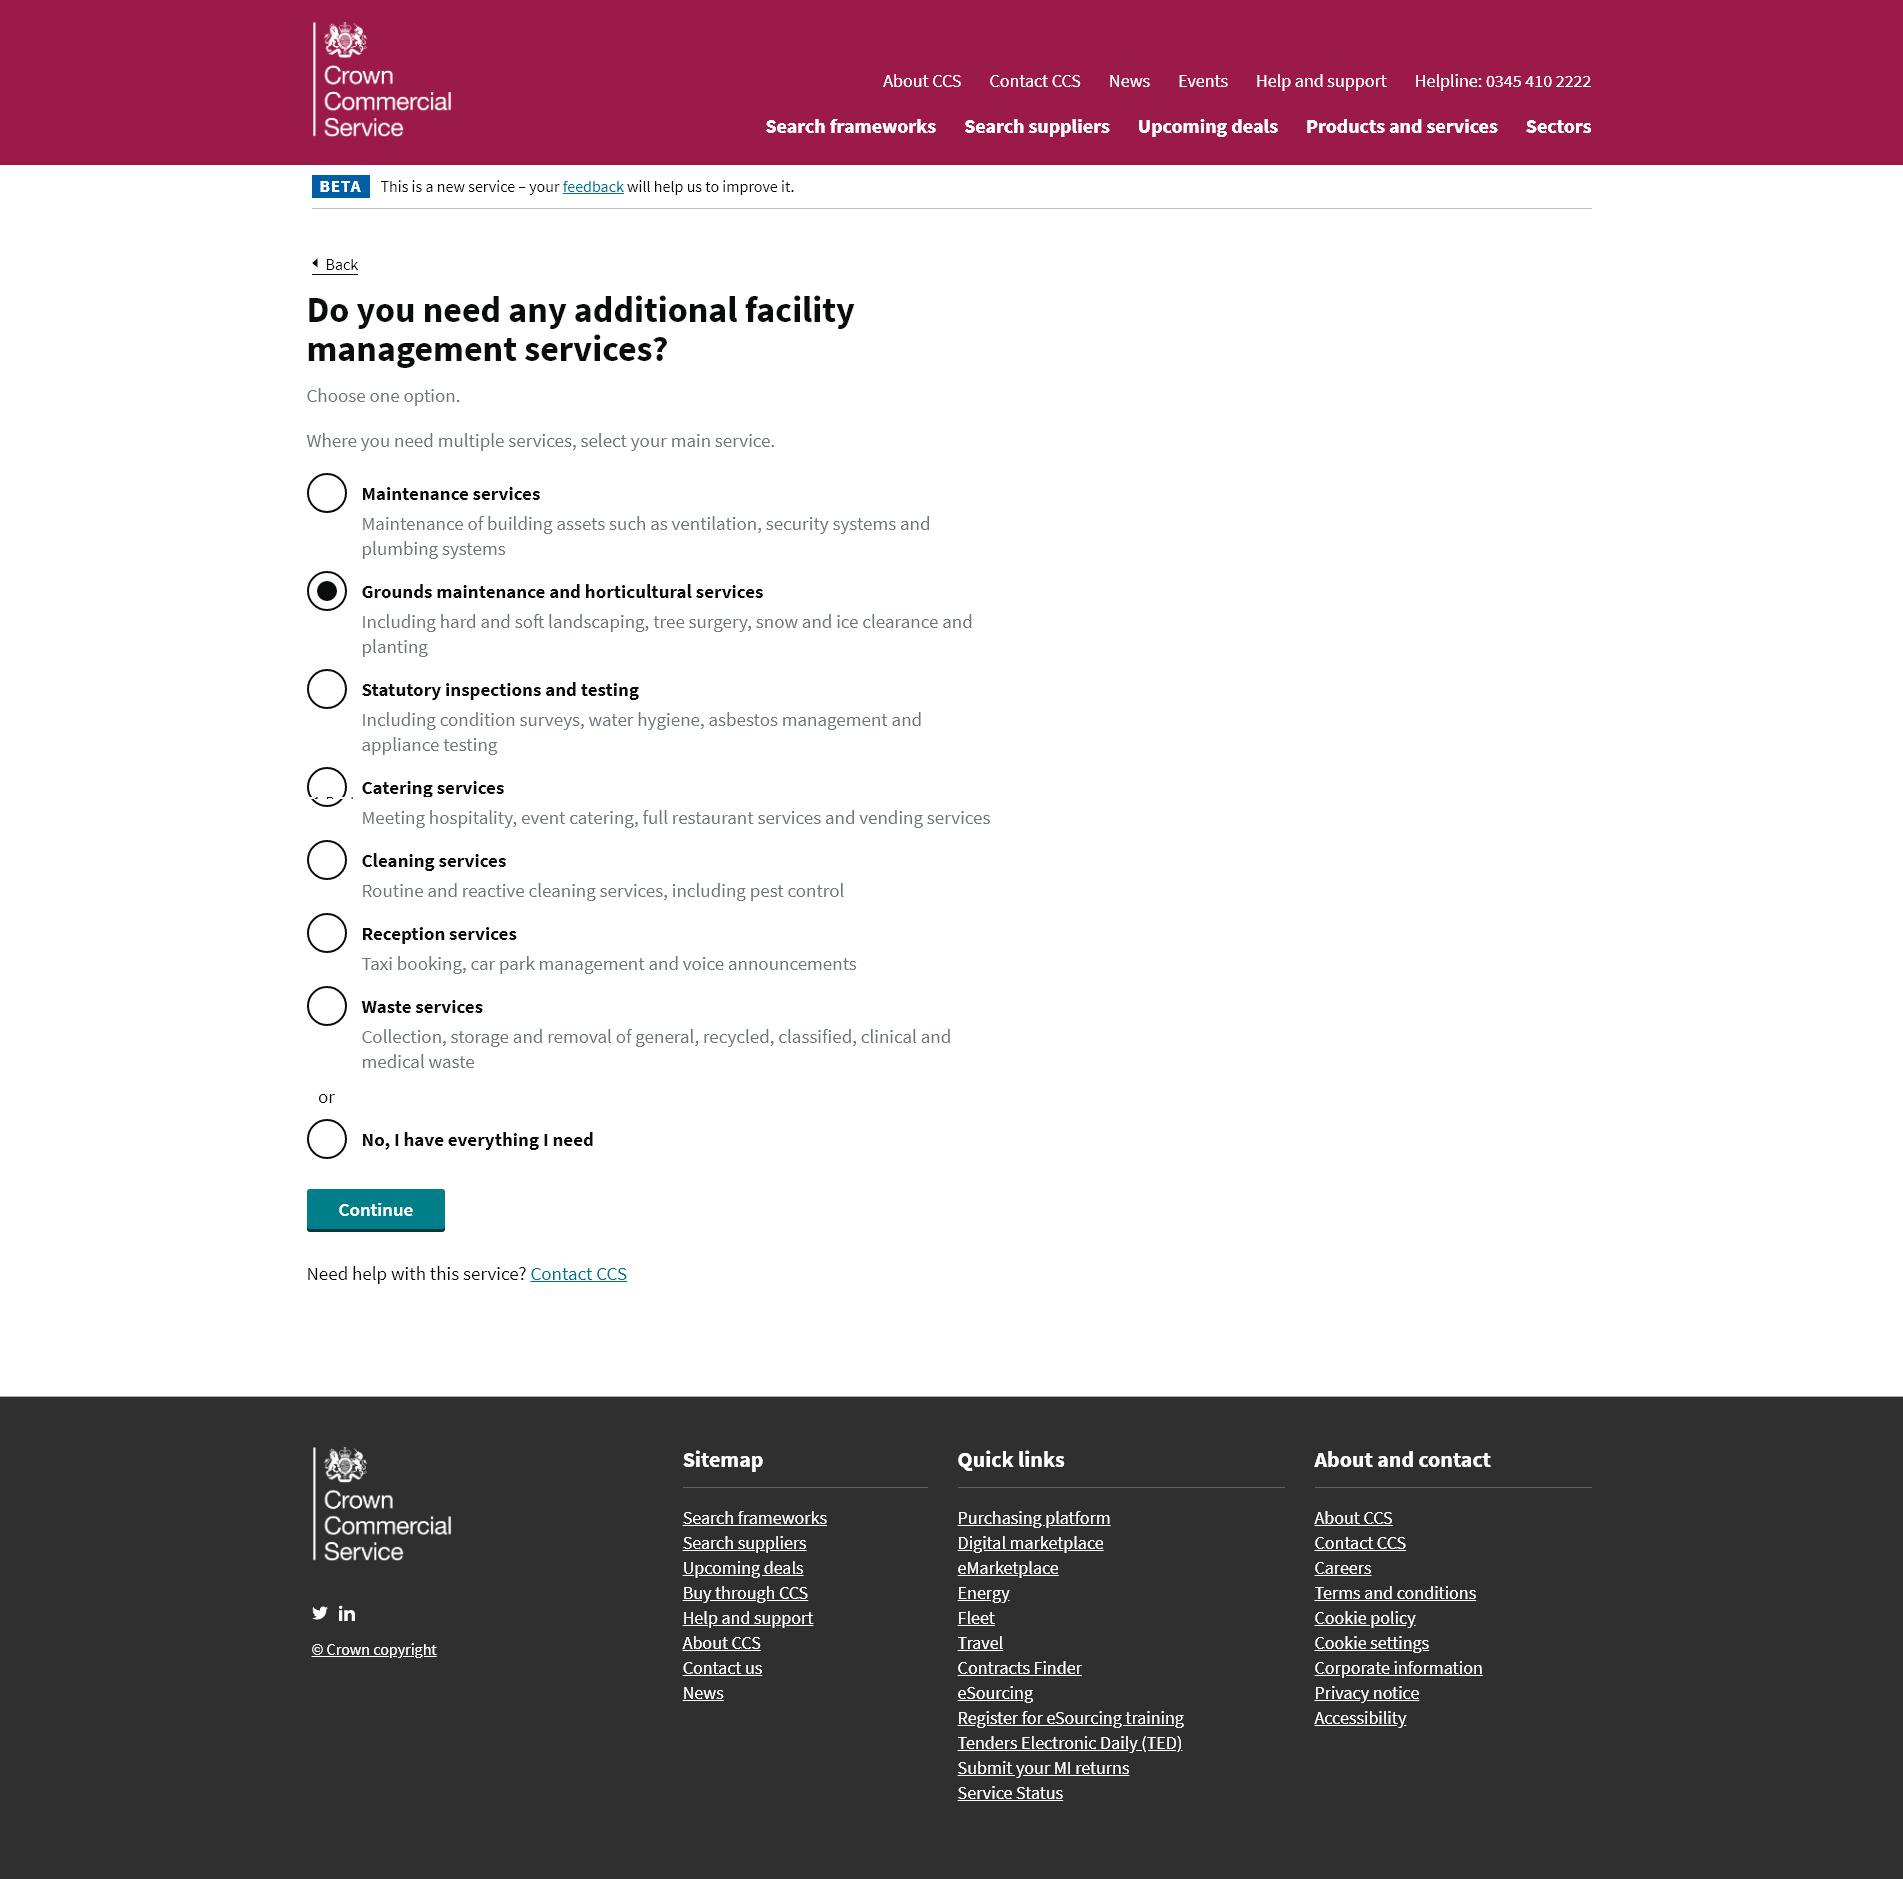 Crown
Commercial
Service
About CCS Contact CCS News Events Help and support Helpline: 0345 410 2222
Search frameworks Search suppliers Upcoming deals Products and services Sectors
BETA This is a new service – your feedback will help us to improve it.
Back
Do you need any additional facility
management services?
Choose one option.
Where you need multiple services, select your main service.
Maintenance services
Maintenance of building assets such as ventilation, security systems and
plumbing systems
Grounds maintenance and horticultural services
Including hard and soft landscaping, tree surgery, snow and ice clearance and
planting
Statutory inspections and testing
Including condition surveys, water hygiene, asbestos management and
appliance testing
Catering services
Meeting hospitality, event catering, full restaurant services and vending services
Cleaning services
Routine and reactive cleaning services, including pest control
Reception services
Taxi booking, car park management and voice announcements
Waste services
Collection, storage and removal of general, recycled, classified, clinical and
medical waste
or
No, I have everything I need
Continue
Need help with this service? Contact CCS
Crown
Commercial
Service
© Crown copyright
Sitemap
Search frameworks
Search suppliers
Upcoming deals
Buy through CCS
Help and support
About CCS
Contact us
News
Quick links
Purchasing platform
Digital marketplace
eMarketplace
Energy
Fleet
Travel
Contracts Finder
eSourcing
Register for eSourcing training
Tenders Electronic Daily (TED)
Submit your MI returns
Service Status
About and contact
About CCS
Contact CCS
Careers
Terms and conditions
Cookie policy
Cookie settings
Corporate information
Privacy notice
Accessibility